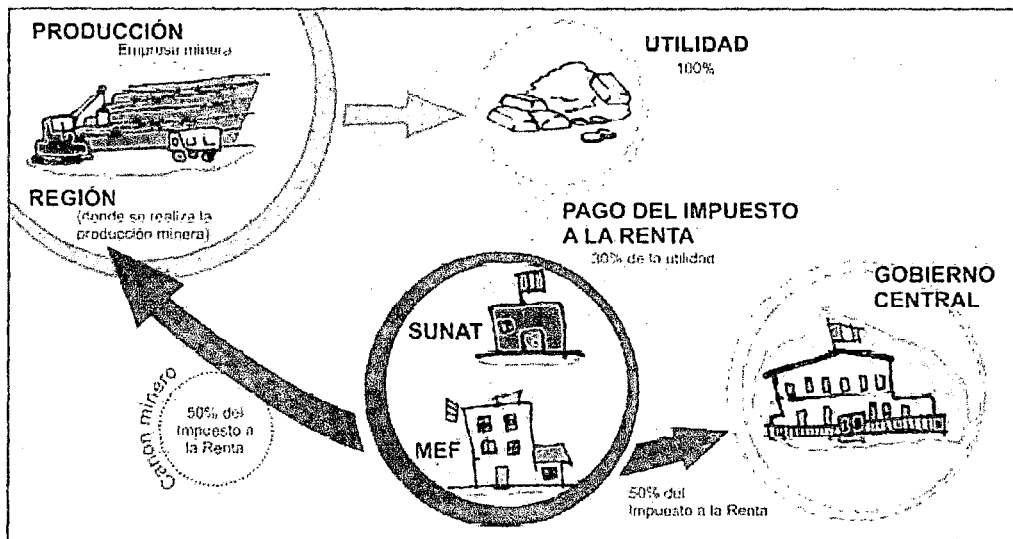 PRODUCCIÓN
Empresa minera
REGIÓN
(donde se realiza la
producción minera)
UTILIDAD
100%
PAGO DEL IMPUESTO
A LA RENTA
30% de la utilidad
SUNAT
MEF
GOBIERNO
CENTRAL
Canon minero
50% del
Impuesto a
la Renta
50% del
Impuesto a la Renta